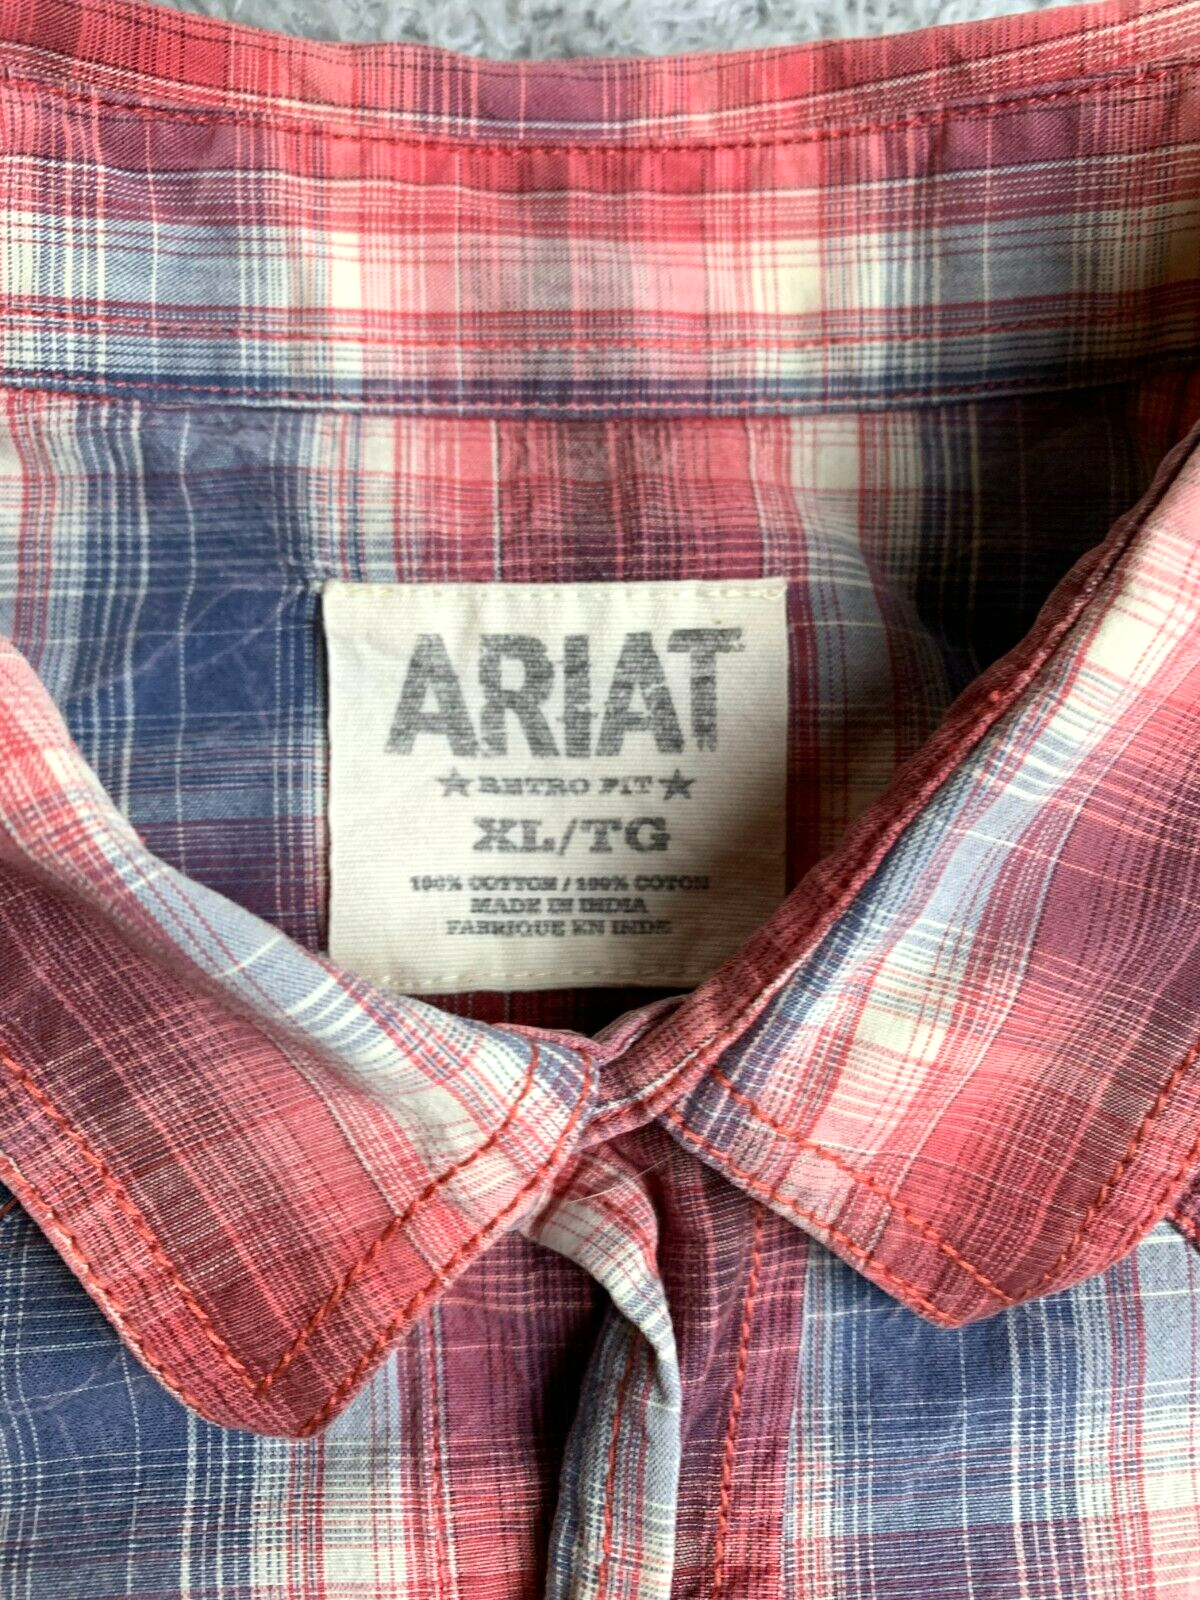 ARIAT
★ RETRO FIT ★
XL/TG
100% COTTON / 100% COTON
MADE IN INDIA
FABRIQUE EN INDE